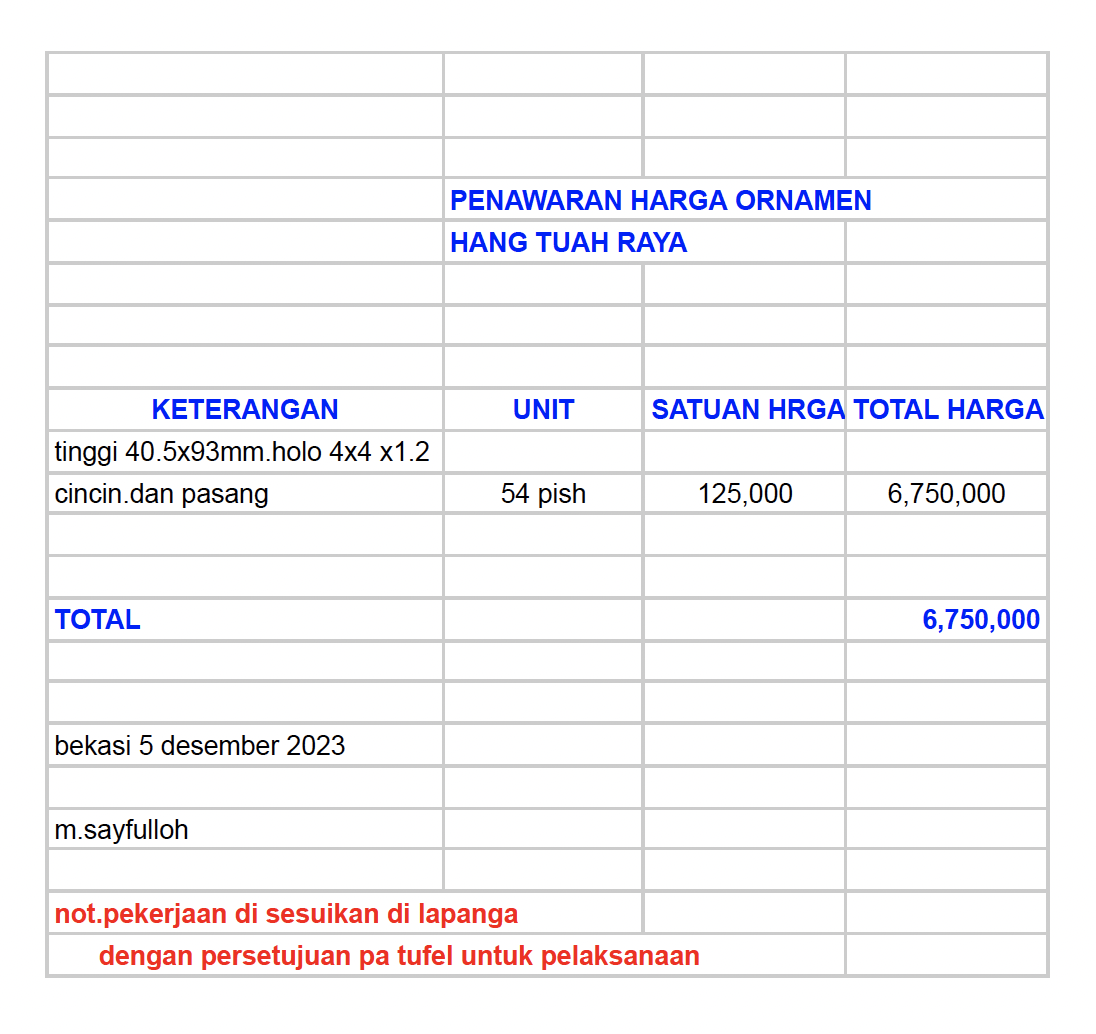 PENAWARAN HARGA ORNAMEN
HANG TUAH RAYA
KETERANGAN UNIT SATUAN HRGA TOTAL HARGA
tinggi 40.5x93mm.holo 4x4 x1.2
cincin.dan pasang 54 pish 125,000 6,750,000
TOTAL 6,750,000
bekasi 5 desember 2023
m.sayfulloh
not.pekerjaan di sesuikan di lapanga
dengan persetujuan pa tufel untuk pelaksanaan